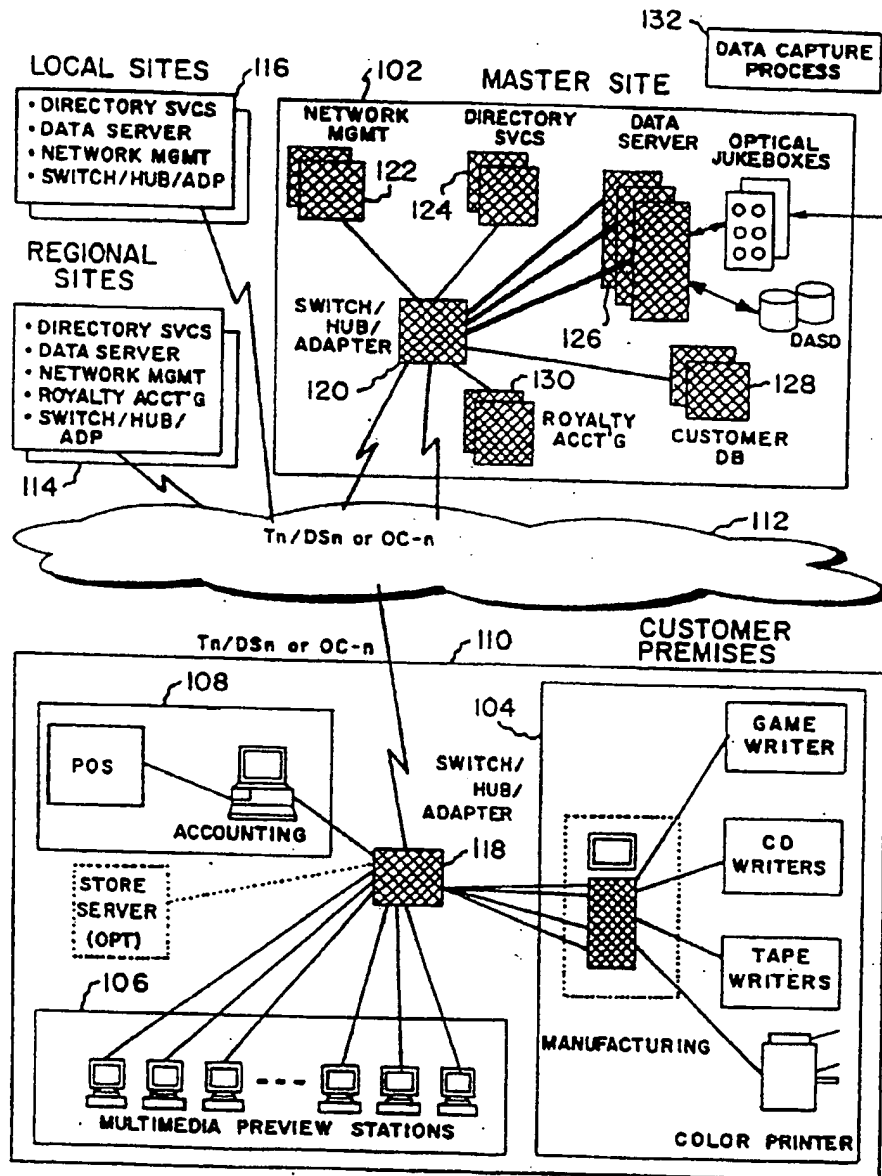 132
DATA CAPTURE
PROCESS
LOCAL SITES
116
• DIRECTORY SVCS
• DATA SERVER
• NETWORK MGMT
• SWITCH/HUB/ADP
102
MASTER SITE
NETWORK
MGMT
122
DIRECTORY
SVCS
124
DATA
SERVER
126
OPTICAL
JUKEBOXES
DASD
REGIONAL
SITES
• DIRECTORY SVCS
• DATA SERVER
• NETWORK MGMT
• ROYALTY ACCT'G
• SWITCH/HUB/
ADP
114
SWITCH/
HUB/
ADAPTER
120
130
ROYALTY
ACCT'G
128
CUSTOMER
DB
112
Tn/DSn or OC-n
Tn/DSn or OC-n
110
CUSTOMER
PREMISES
108
POS
ACCOUNTING
SWITCH/
HUB/
ADAPTER
118
STORE
SERVER
(OPT)
106
MULTIMEDIA PREVIEW STATIONS
104
GAME
WRITER
CD
WRITERS
TAPE
WRITERS
MANUFACTURING
COLOR PRINTER